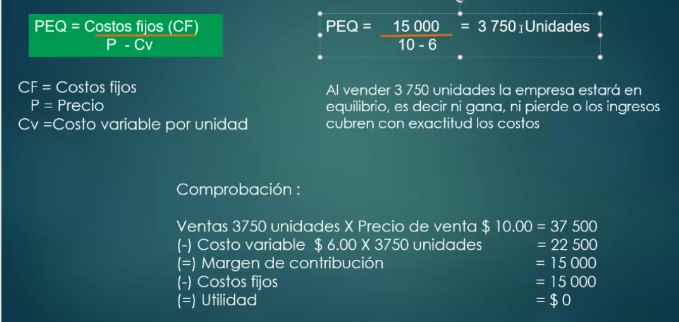 PEQ = Costos fijos (CF)
P - Cv
PEQ = 15 000 = 3 750 Unidades
10 - 6
CF = Costos fijos
P = Precio
Cv =Costo variable por unidad
Al vender 3 750 unidades la empresa estará en
equilibrio, es decir ni gana, ni pierde o los ingresos
cubren con exactitud los costos
Comprobación :
Ventas 3750 unidades X Precio de venta $ 10.00 = 37 500
(-) Costo variable $ 6.00 X 3750 unidades = 22 500
(=) Margen de contribución = 15 000
(-) Costos fijos = 15 000
(=) Utilidad = $ 0